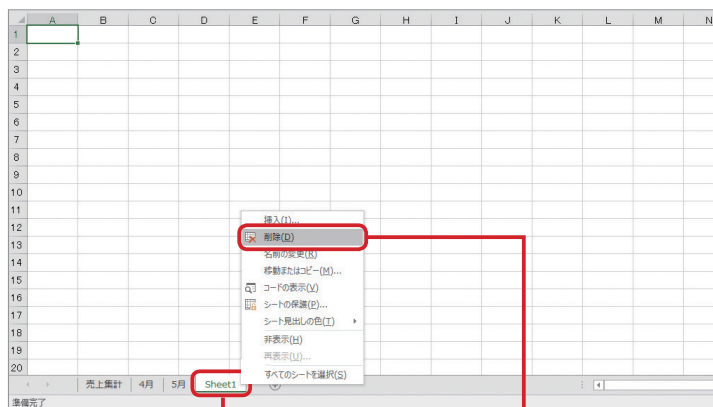 A B C D E F G H I J K L M N
1
2
3
4
5
6
7
8
9
10
11
12
13
14
15
16
17
18
19
20
挿入(I)...
削除(D)
名前の変更(R)
移動またはコピー(M)...
コードの表示(V)
シートの保護(P)...
シート見出しの色(T)
非表示(H)
再表示(U)...
すべてのシートを選択(S)
売上集計 4月 5月 Sheet1
準備完了